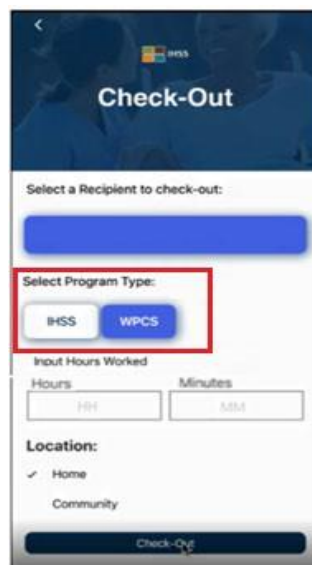 IHSS
Check-Out
Select a Recipient to check-out:
Select Program Type:
IHSS WPCS
Input Hours Worked
Hours Minutes
HH MM
Location:
✓ Home
Community
Check-Out